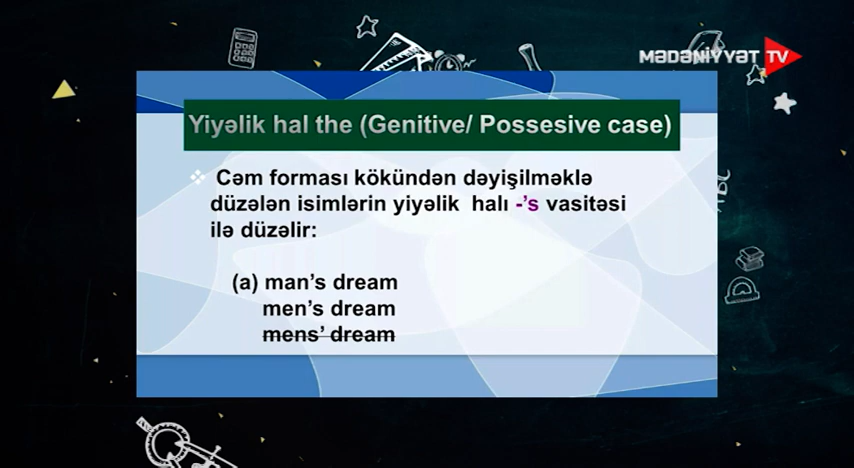 MƏDƏNİYYƏT TV
Yiyəlik hal the (Genitive/ Possesive case)
Cəm forması kökündən dəyişilməklə
düzələn isimlərin yiyəlik halı -’s vasitəsi
ilə düzəlir:
(a) man’s dream
men’s dream
mens’ dream
ABC